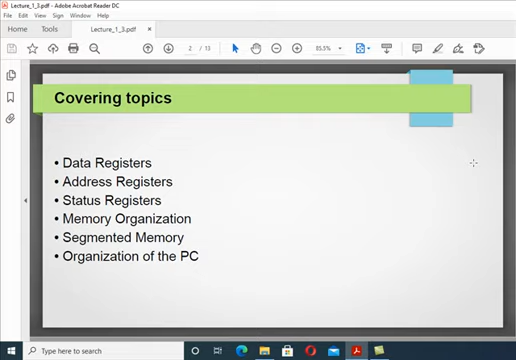 Lecture_1_3.pdf - Adobe Acrobat Reader DC
File Edit View Sign Window Help
Home Tools Lecture_1_3.pdf ×
2 / 13 85,5%
Covering topics
• Data Registers
• Address Registers
• Status Registers
• Memory Organization
• Segmented Memory
• Organization of the PC
Type here to search